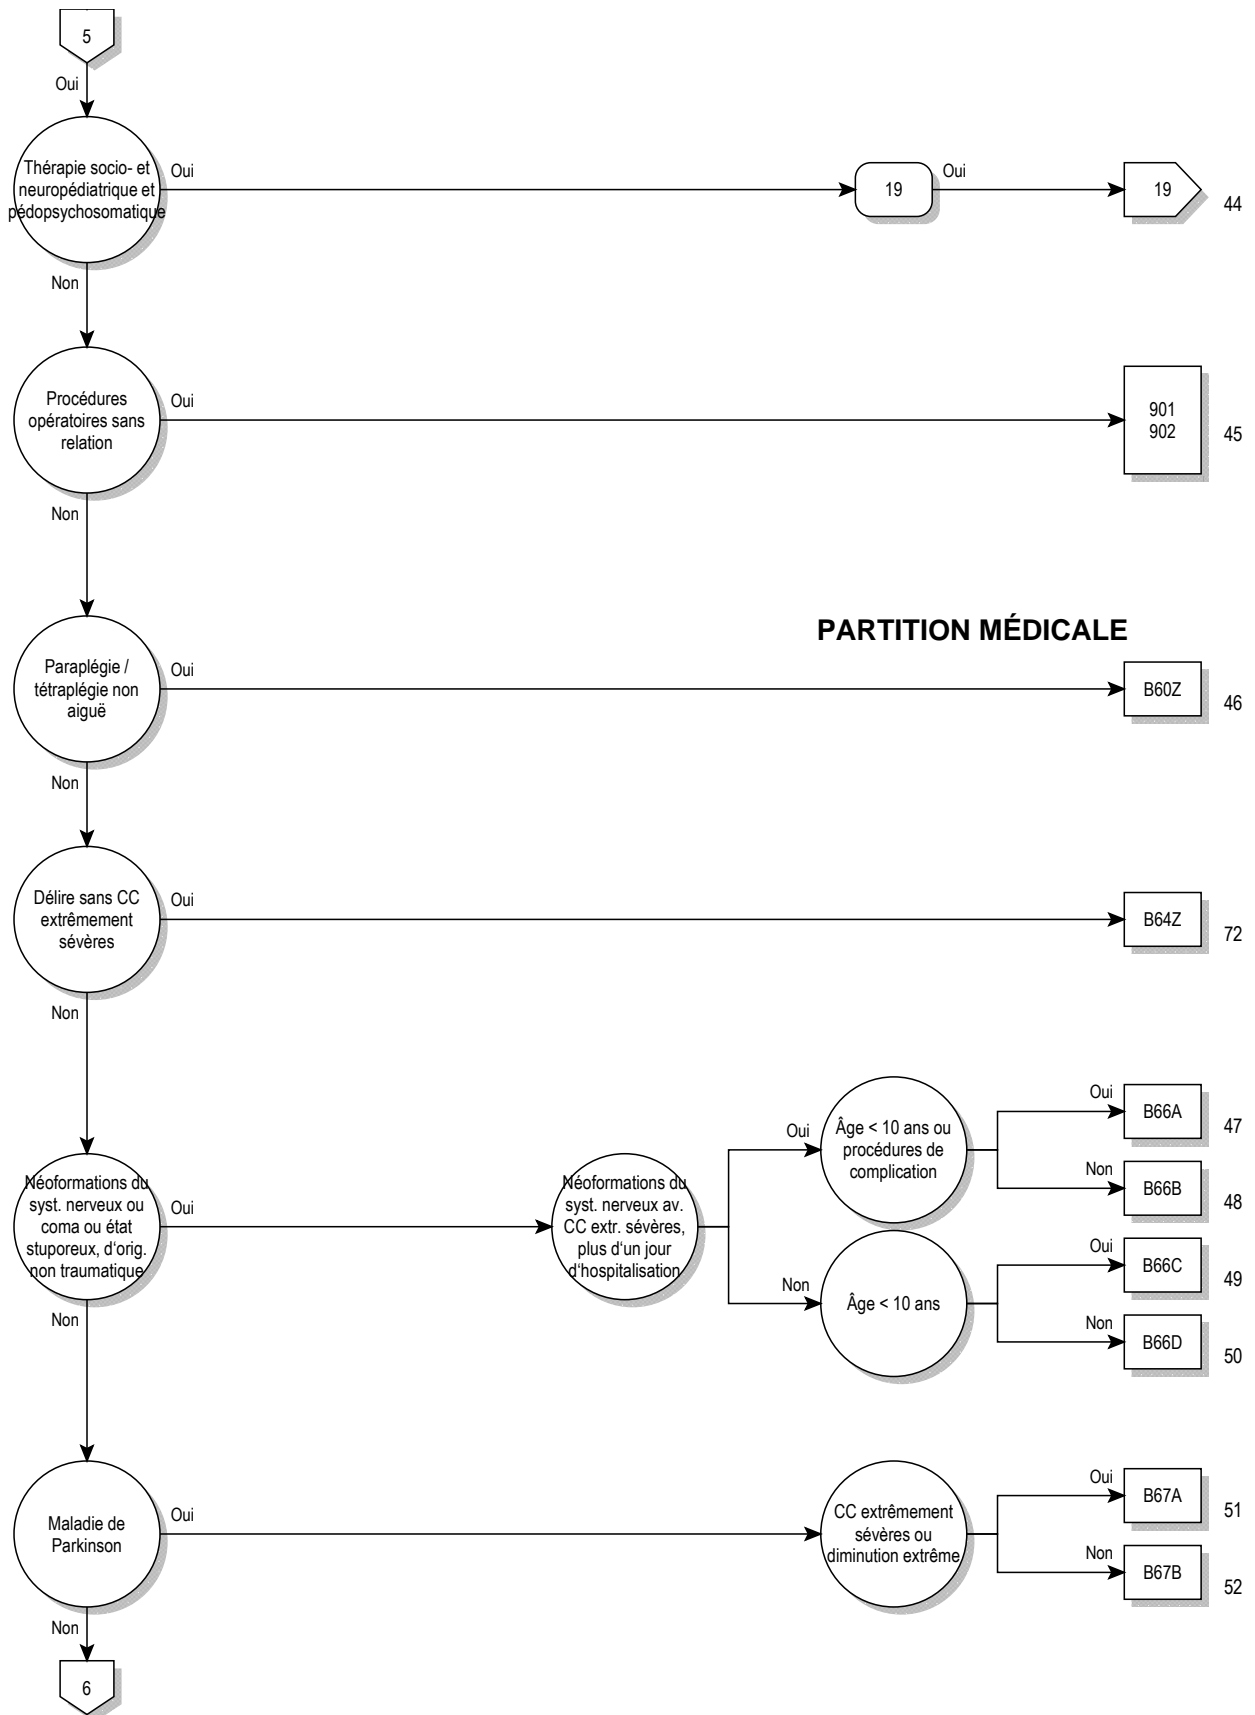 5
Oui
Thérapie socio- et
neuropédiatrique et
pédopsychosomatique
Oui
19
Oui
19
44
Non
Procédures
opératoires sans
relation
Oui
901
902
45
Non
PARTITION MÉDICALE
Paraplégie /
tétraplégie non
aiguë
Oui
B60Z
46
Non
Délire sans CC
extrêmement
sévères
Oui
B64Z
72
Non
Néoformations du
syst. nerveux ou
coma ou état
stuporeux, d‘orig.
non traumatique
Oui
Néoformations du
syst. nerveux av.
CC extr. sévères,
plus d‘un jour
d‘hospitalisation
Oui
Âge < 10 ans ou
procédures de
complication
Oui
B66A
47
Non
B66B
48
Non
Âge < 10 ans
Oui
B66C
49
Non
B66D
50
Non
Maladie de
Parkinson
Oui
CC extrêmement
sévères ou
diminution extrême
Oui
B67A
51
Non
B67B
52
Non
6